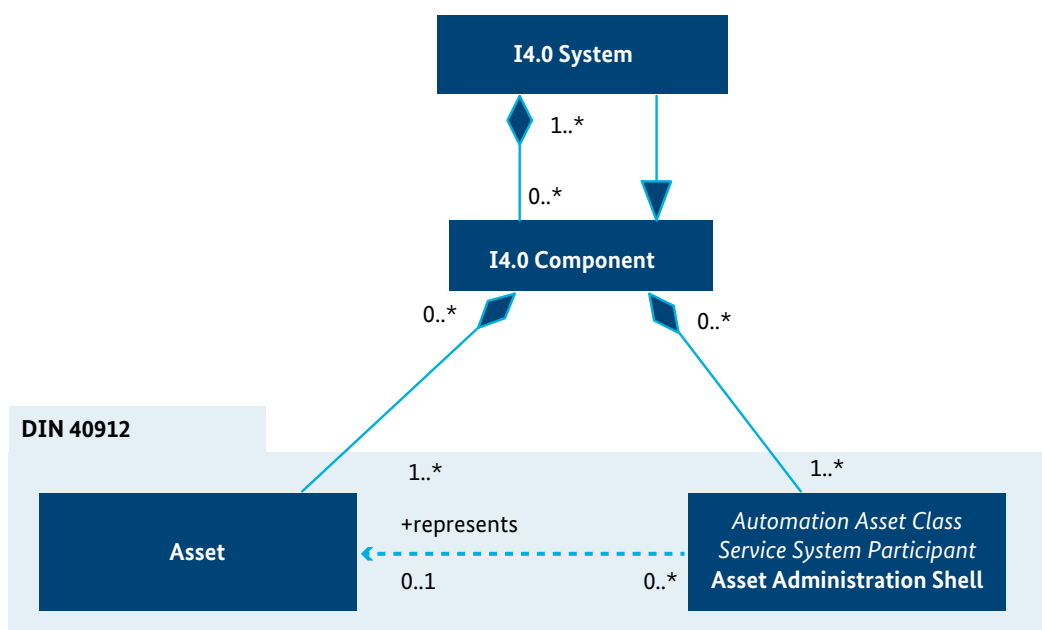 I4.0 System
1..*
0..*
I4.0 Component
0..*
0..*
DIN 40912
1..*
1..*
+represents
Asset
0..1
0..*
Automation Asset Class
Service System Participant
Asset Administration Shell